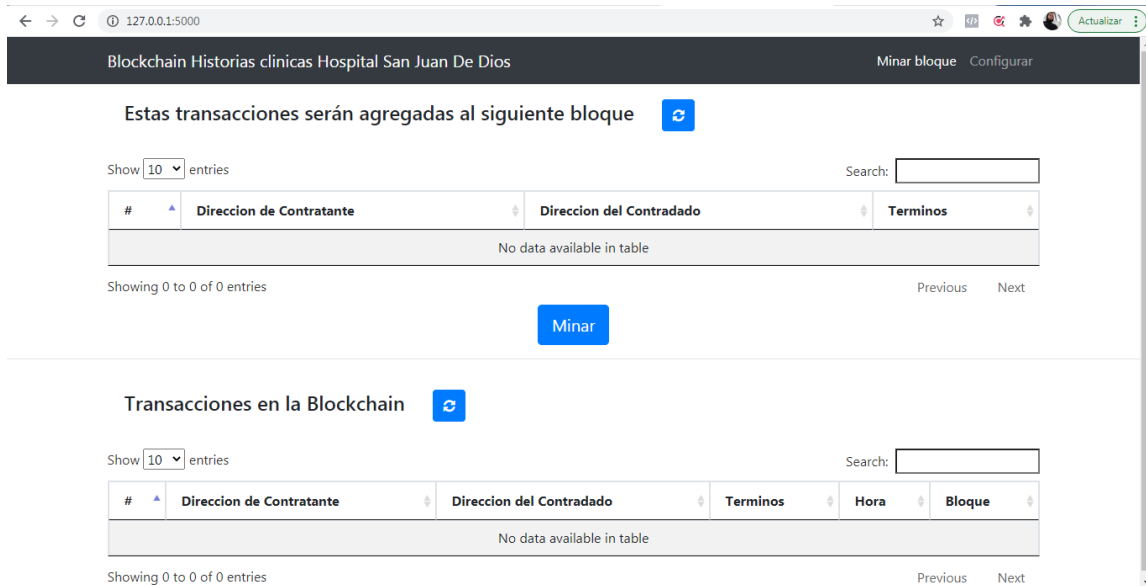 127.0.0.1:5000
Actualizar
Blockchain Historias clinicas Hospital San Juan De Dios Minar bloque Configurar
Estas transacciones serán agregadas al siguiente bloque
Show 10 entries Search:
# Direccion de Contratante Direccion del Contradado Terminos
No data available in table
Showing 0 to 0 of 0 entries Previous Next
Minar
Transacciones en la Blockchain
Show 10 entries Search:
# Direccion de Contratante Direccion del Contradado Terminos Hora Bloque
No data available in table
Showing 0 to 0 of 0 entries Previous Next